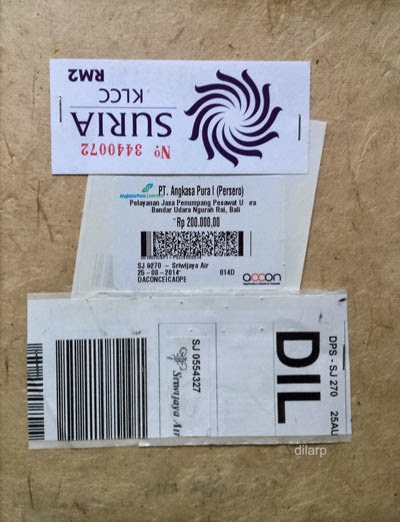 SURIA
KLCC
RM2
Nº 3440072
PT. Angkasa Pura I (Persero)
Pelayanan Jasa Penumpang Pesawat
Bandar Udara Ngurah Rai, Bali
Rp 200.000,00
SJ 0270 - Sriwijaya Air
25-08-2014 014D
DACONCEICAOPE
accon
DPS - SJ 270 25AU
DIL
SJ 0554327
Sriwijaya Air
dilarp